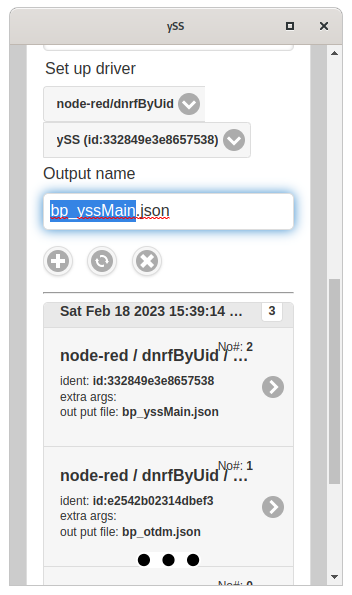 ySS
Set up driver
node-red/dnrfByUid
ySS (id:332849e3e8657538)
Output name
bp_yssMain.json
Sat Feb 18 2023 15:39:14 ...
3
No#: 2
node-red / dnrfByUid / ...
ident: id:332849e3e8657538
extra args:
out put file: bp_yssMain.json
No#: 1
node-red / dnrfByUid / ...
ident: id:e2542b02314dbef3
extra args:
out put file: bp_otdm.json
No#: 0